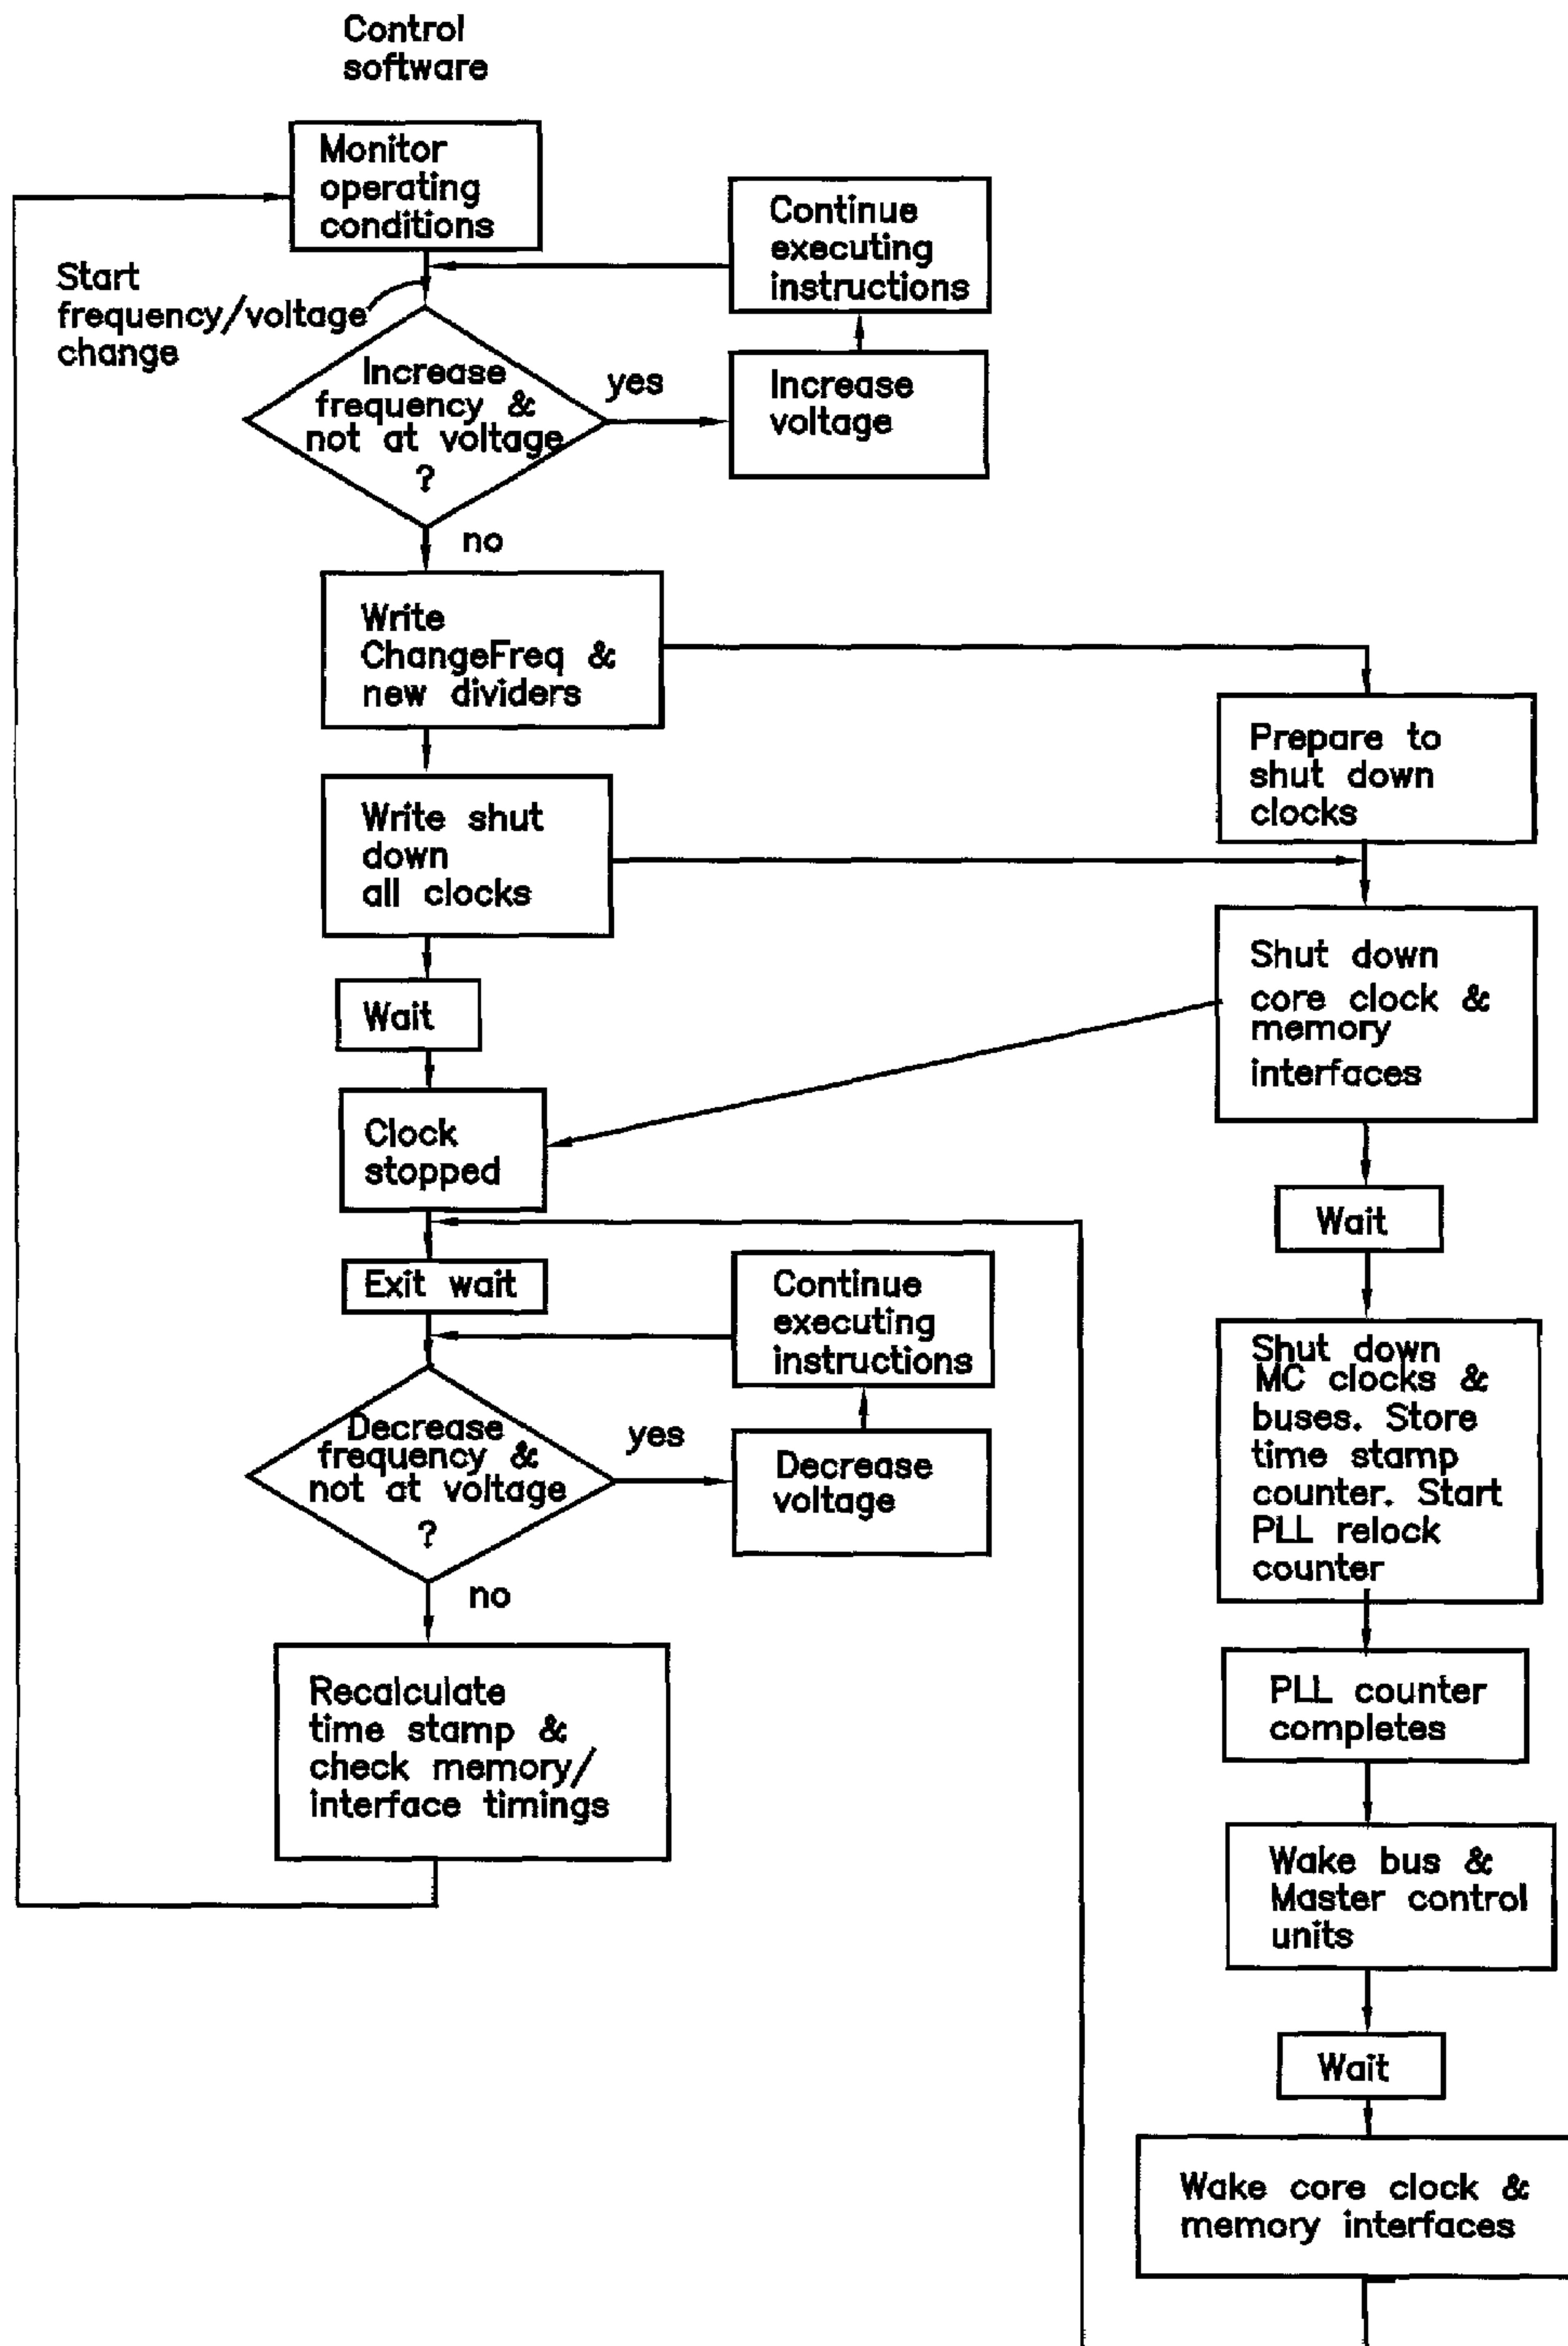 Control
software
Monitor
operating
conditions
Continue
executing
instructions
Start
frequency/voltage
change
Increase
frequency &
not at voltage
?
yes
Increase
voltage
no
Write
ChangeFreq &
new dividers
Prepare to
shut down
clocks
Write shut
down
all clocks
Shut down
core clock &
memory
interfaces
Wait
Clock
stopped
Wait
Exit wait
Continue
executing
instructions
Decrease
frequency &
not at voltage
?
yes
Decrease
voltage
no
Shut down
MC clocks &
buses. Store
time stamp
counter. Start
PLL relock
counter
Recalculate
time stamp &
check memory/
interface timings
PLL counter
completes
Wake bus &
Master control
units
Wait
Wake core clock &
memory interfaces